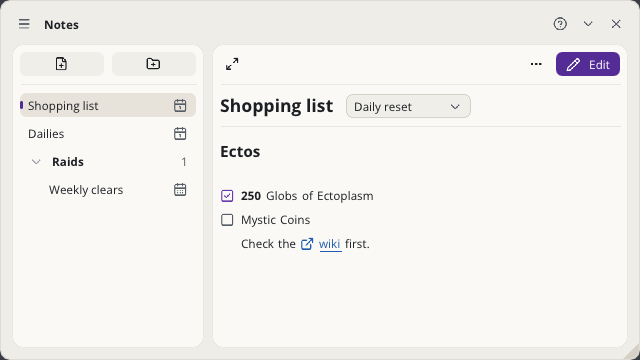 Notes
Edit
Shopping list
Dailies
Raids 1
Weekly clears
Shopping list Daily reset
Ectos
250 Globs of Ectoplasm
Mystic Coins
Check the wiki first.